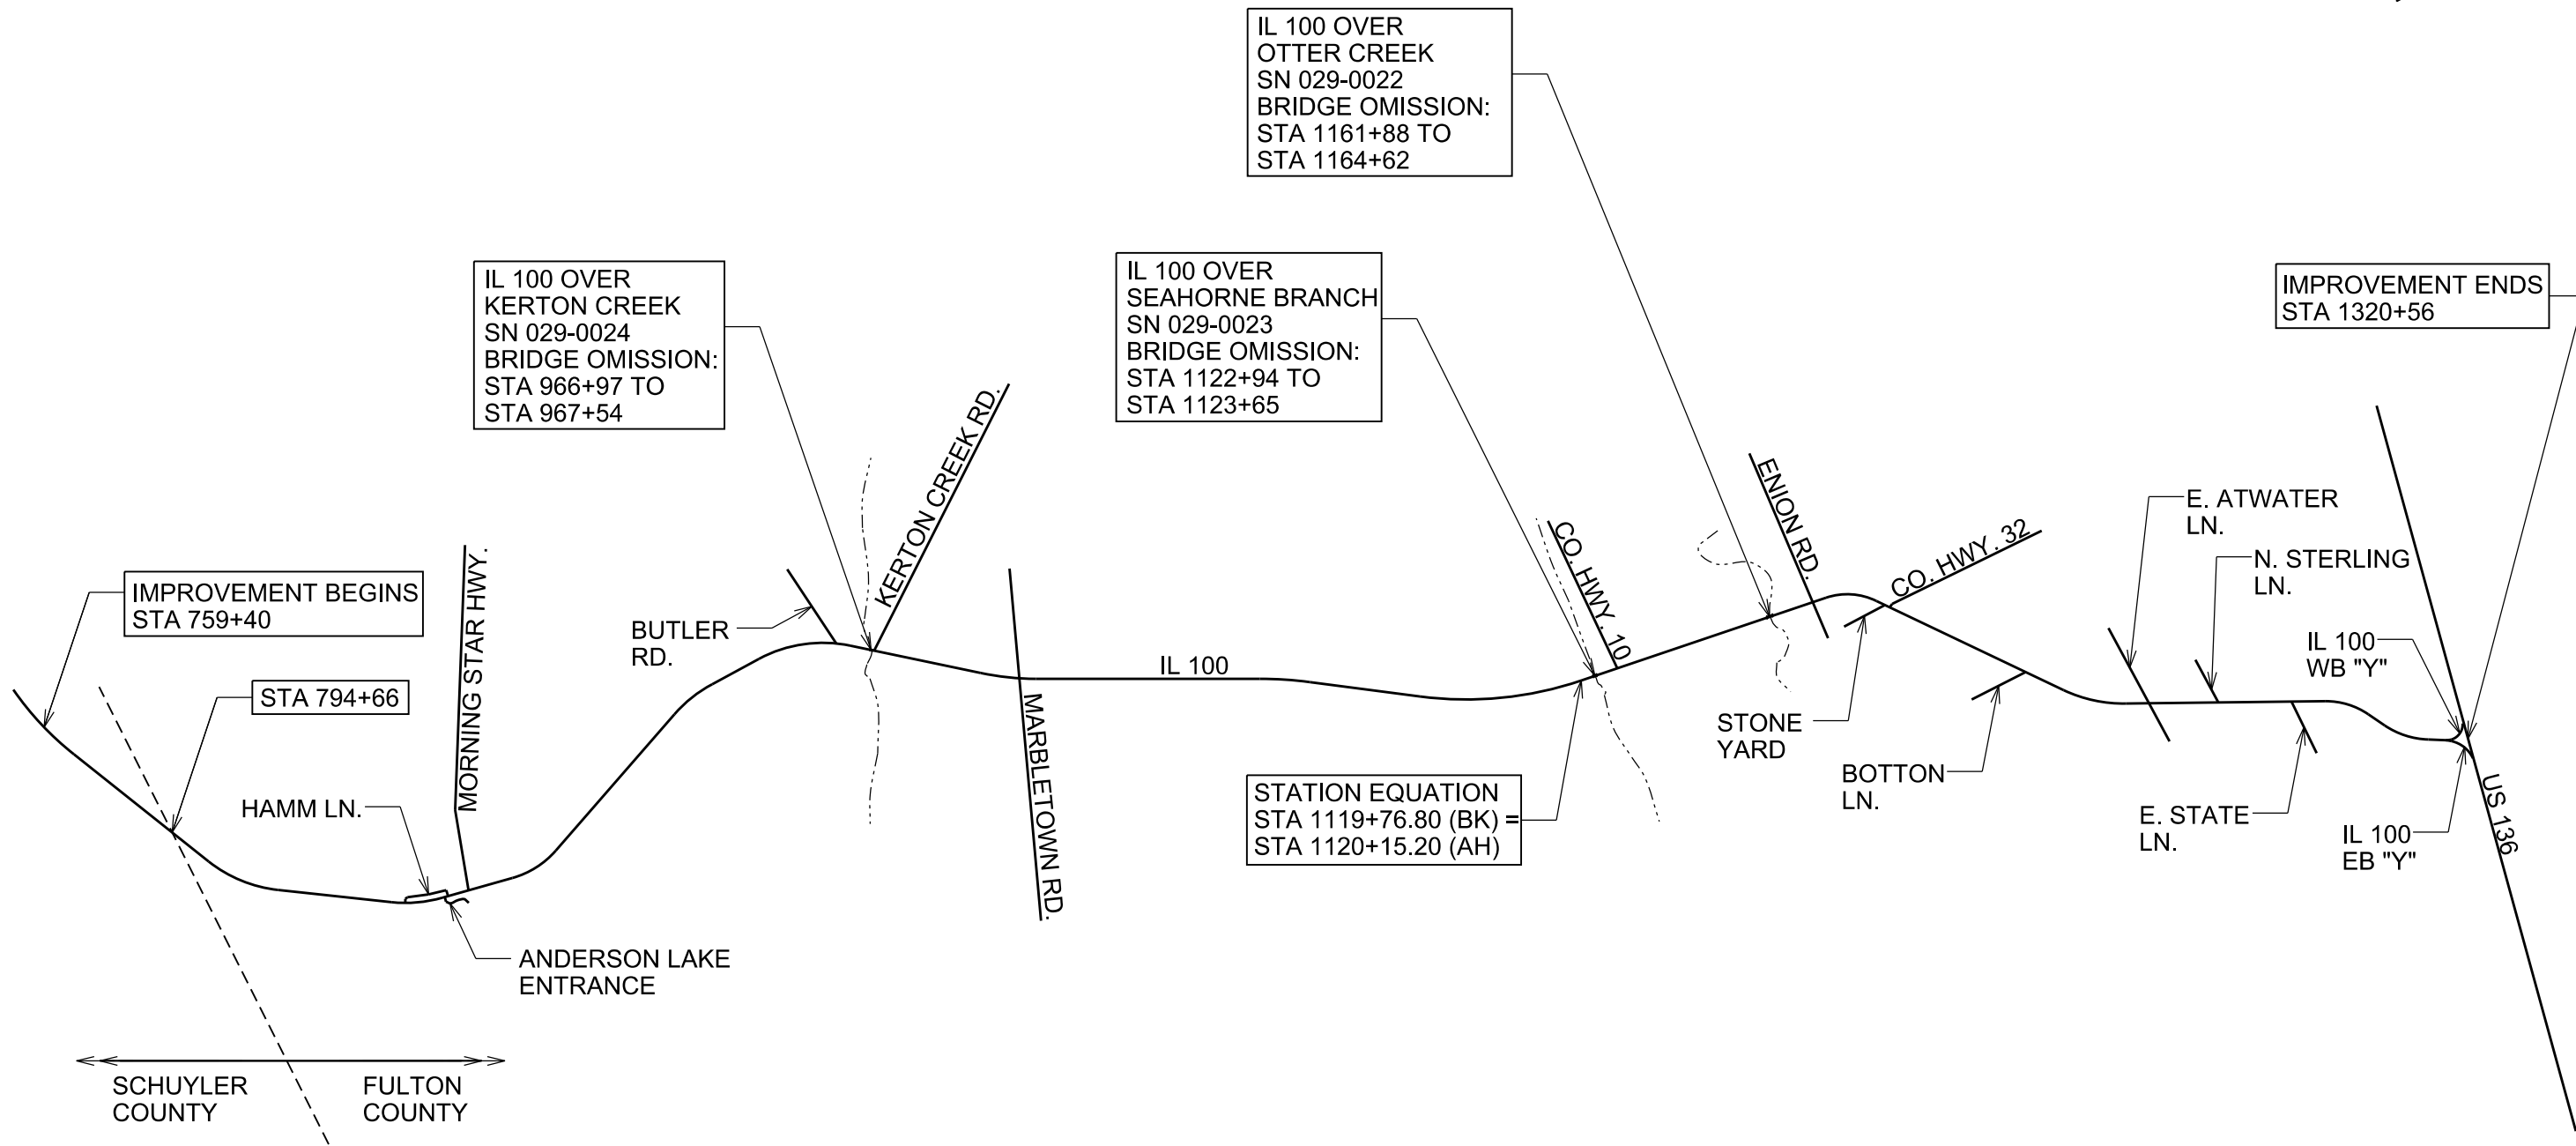 IL 100 OVER
OTTER CREEK
SN 029-0022
BRIDGE OMISSION:
STA 1161+88 TO
STA 1164+62
IL 100 OVER
KERTON CREEK
SN 029-0024
BRIDGE OMISSION:
STA 966+97 TO
STA 967+54
IL 100 OVER
SEAHORNE BRANCH
SN 029-0023
BRIDGE OMISSION:
STA 1122+94 TO
STA 1123+65
IMPROVEMENT ENDS
STA 1320+56
IMPROVEMENT BEGINS
STA 759+40
STA 794+66
MORNING STAR HWY.
HAMM LN.
ANDERSON LAKE
ENTRANCE
BUTLER
RD.
KERTON CREEK RD.
MARBLETOWN RD.
IL 100
CO. HWY. 10
ENION RD.
CO. HWY. 32
STATION EQUATION
STA 1119+76.80 (BK) =
STA 1120+15.20 (AH)
STONE
YARD
BOTTON
LN.
E. ATWATER
LN.
N. STERLING
LN.
E. STATE
LN.
IL 100
WB "Y"
IL 100
EB "Y"
US 136
SCHUYLER
COUNTY
FULTON
COUNTY